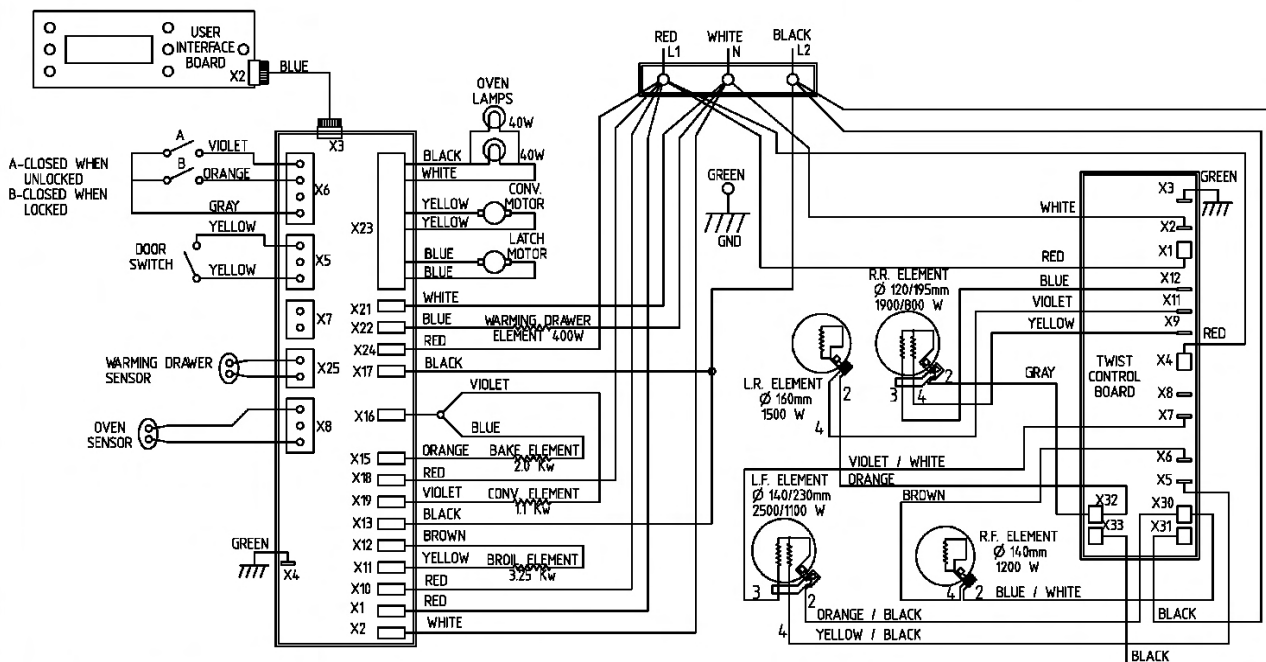 USER
INTERFACE
BOARD
X2
BLUE
X3
A
VIOLET
B
ORANGE
GRAY
X6
A-CLOSED WHEN
UNLOCKED
B-CLOSED WHEN
LOCKED
YELLOW
DOOR
SWITCH
YELLOW
X5
X7
WARMING DRAWER
SENSOR
X25
OVEN
SENSOR
X8
GREEN
X4
OVEN
LAMPS
40W
40W
BLACK
WHITE
CONV.
MOTOR
YELLOW
YELLOW
X23
LATCH
MOTOR
BLUE
BLUE
X21
WHITE
X22
BLUE
WARMING DRAWER
ELEMENT 400W
X24
RED
X17
BLACK
VIOLET
X16
BLUE
X15
ORANGE
BAKE ELEMENT
2.0 Kw
X18
RED
X19
VIOLET
CONV. ELEMENT
1.1 Kw
X13
BLACK
X12
BROWN
X11
YELLOW
BROIL ELEMENT
3.25 Kw
X10
RED
X1
RED
X2
WHITE
RED
L1
WHITE
N
BLACK
L2
GREEN
GND
X3
GREEN
WHITE
X2
RED
X1
BLUE
X12
VIOLET
X11
YELLOW
X9
RED
X4
TWIST
CONTROL
BOARD
X8
X7
X6
X5
X32
X30
X33
X31
R.R. ELEMENT
Ø 120/195mm
1900/800 W
GRAY
2
3
4
L.R. ELEMENT
Ø 160mm
1500 W
2
4
VIOLET / WHITE
ORANGE
BROWN
L.F. ELEMENT
Ø 140/230mm
2500/1100 W
3
2
4
R.F. ELEMENT
Ø 140mm
1200 W
4
2
BLUE / WHITE
ORANGE / BLACK
YELLOW / BLACK
BLACK
BLACK